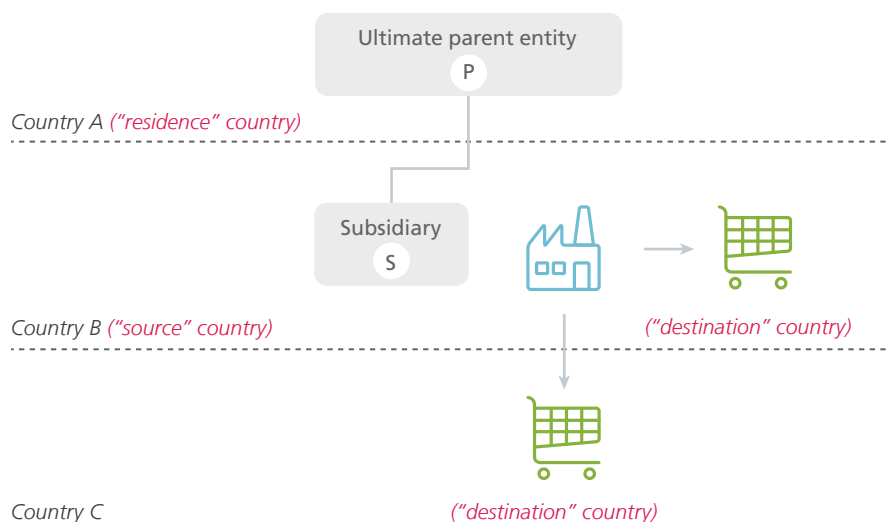 Ultimate parent entity
P
Country A (“residence” country)
Subsidiary
S
Country B (“source” country)
(“destination” country)
Country C
(“destination” country)